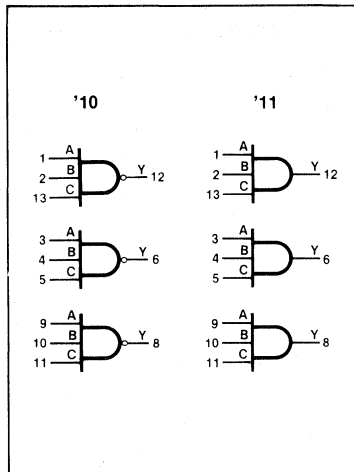 '10 '11
A A
1 Y 1 Y
B B
2 12 2 12
C C
13 13
A A
3 Y 3 Y
B B
4 6 4 6
C C
5 5
A A
9 Y 9 Y
B B
10 8 10 8
C C
11 11